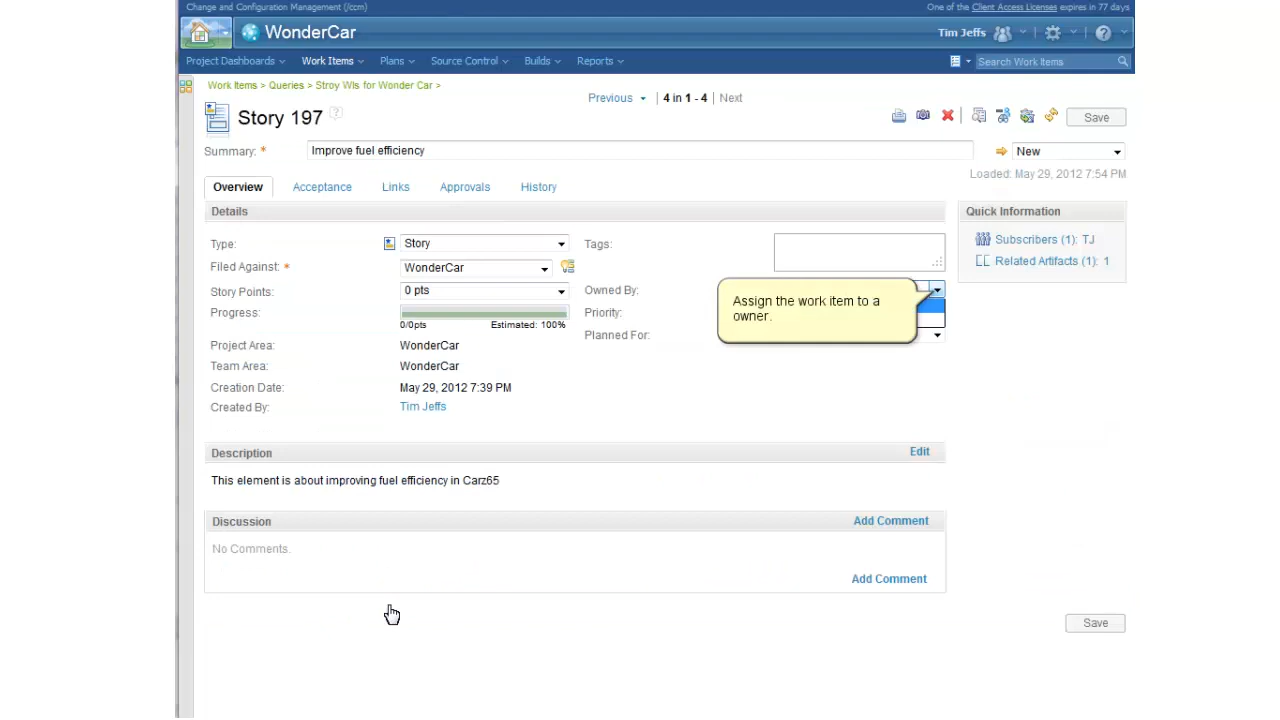 Change and Configuration Management (/ccm)
One of the Client Access Licenses expires in 77 days
WonderCar
Tim Jeffs
Project Dashboards
Work Items
Plans
Source Control
Builds
Reports
Search Work Items
Work Items > Queries > Stroy WIs for Wonder Car >
Previous
4 in 1 - 4
Next
Story 197
?
Save
Summary: *
Improve fuel efficiency
New
Loaded: May 29, 2012 7:54 PM
Overview
Acceptance
Links
Approvals
History
Details
Quick Information
Type:
Story
Tags:
Subscribers (1): TJ
Filed Against: *
WonderCar
Related Artifacts (1): 1
Story Points:
0 pts
Owned By:
Assign the work item to a
owner.
Progress:
0/0pts
Estimated: 100%
Priority:
Planned For:
Project Area:
WonderCar
Team Area:
WonderCar
Creation Date:
May 29, 2012 7:39 PM
Created By:
Tim Jeffs
Description
Edit
This element is about improving fuel efficiency in Carz65
Discussion
Add Comment
No Comments.
Add Comment
Save